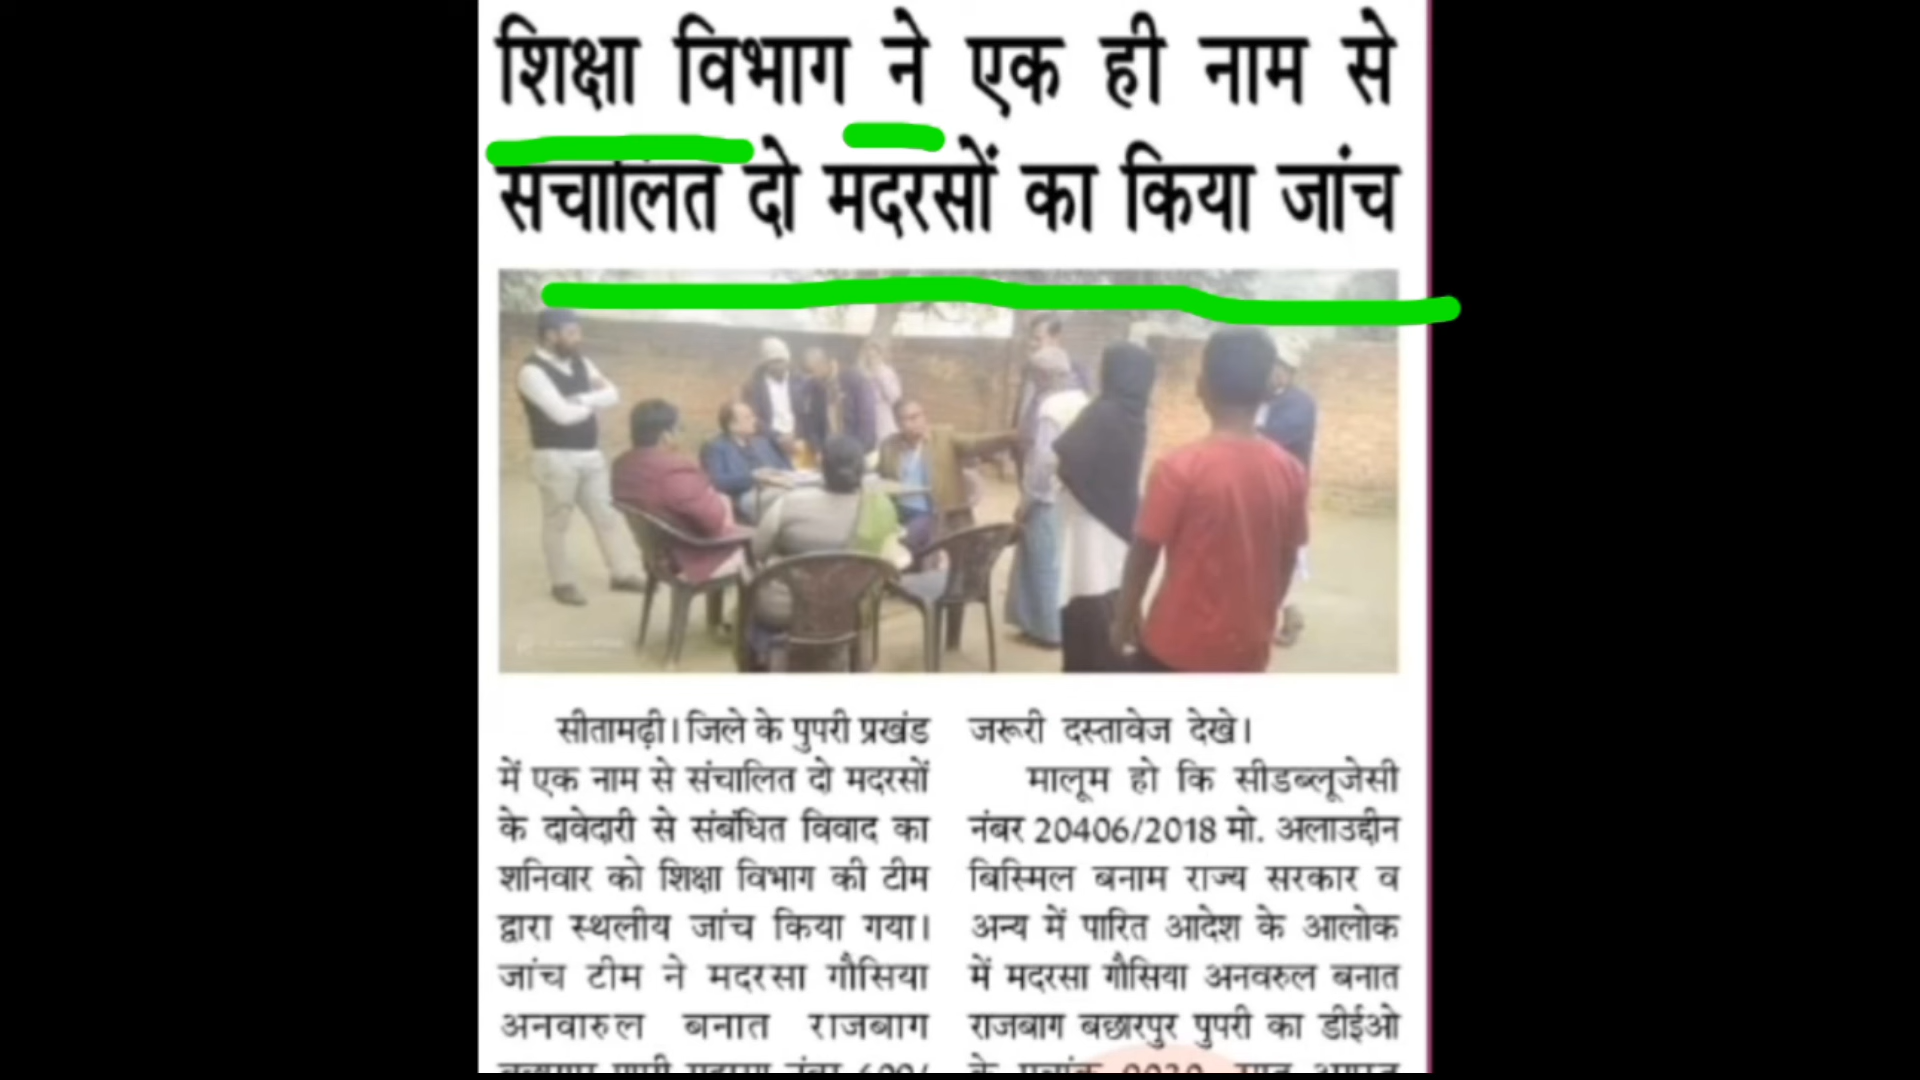 शिक्षा विभाग ने एक ही नाम से
संचालित दो मदरसों का किया जांच
सीतामढ़ी। जिले के पुपरी प्रखंड
में एक नाम से संचालित दो मदरसों
के दावेदारी से संबंधित विवाद का
शनिवार को शिक्षा विभाग की टीम
द्वारा स्थलीय जांच किया गया।
जांच टीम ने मदरसा गौसिया
अनवारुल बनात राजबाग
जरूरी दस्तावेज देखे।
मालूम हो कि सीडब्लूजेसी
नंबर 20406/2018 मो. अलाउद्दीन
बिस्मिल बनाम राज्य सरकार व
अन्य में पारित आदेश के आलोक
में मदरसा गौसिया अनवरुल बनात
राजबाग बछारपुर पुपरी का डीईओ